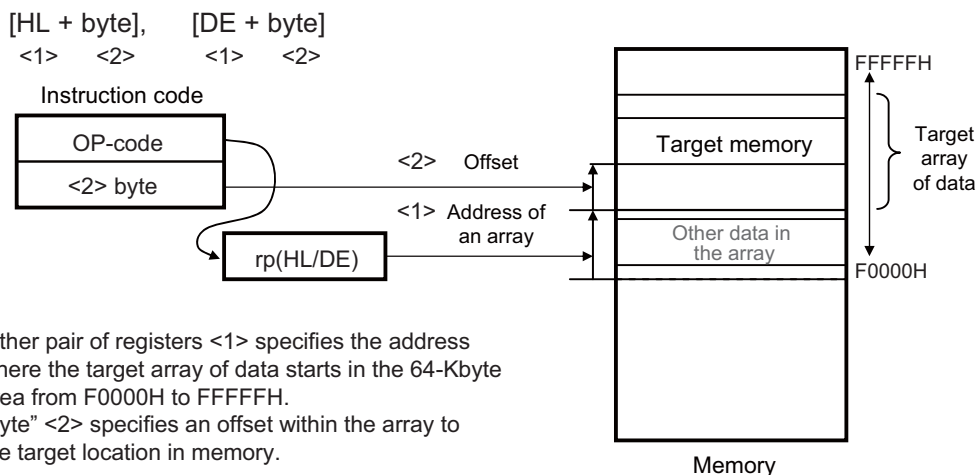 [HL + byte], [DE + byte]
<1> <2> <1> <2>
Instruction code
OP-code
<2> byte
<2> Offset
<1> Address of
an array
rp(HL/DE)
FFFFFH
Target memory
Target
array
of data
Other data in
the array
F0000H
ther pair of registers <1> specifies the address
here the target array of data starts in the 64-Kbyte
ea from F0000H to FFFFFH.
yte” <2> specifies an offset within the array to
e target location in memory.
Memory